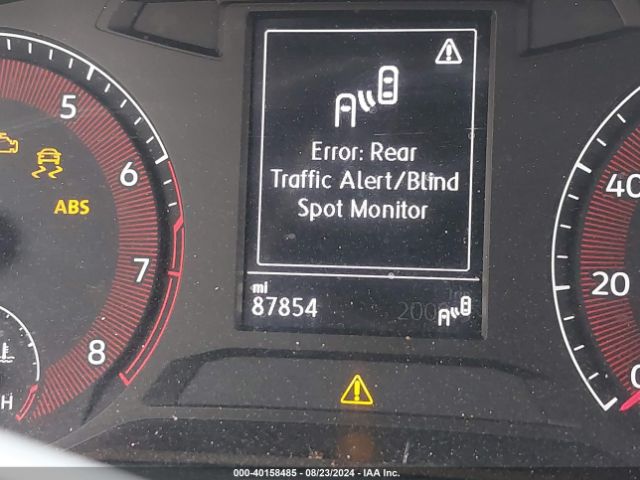 5
6
7
8
H
ABS
Error: Rear
Traffic Alert/Blind
Spot Monitor
mi
87854
40
20
0
000-40158485 - 08/23/2024 - IAA Inc.